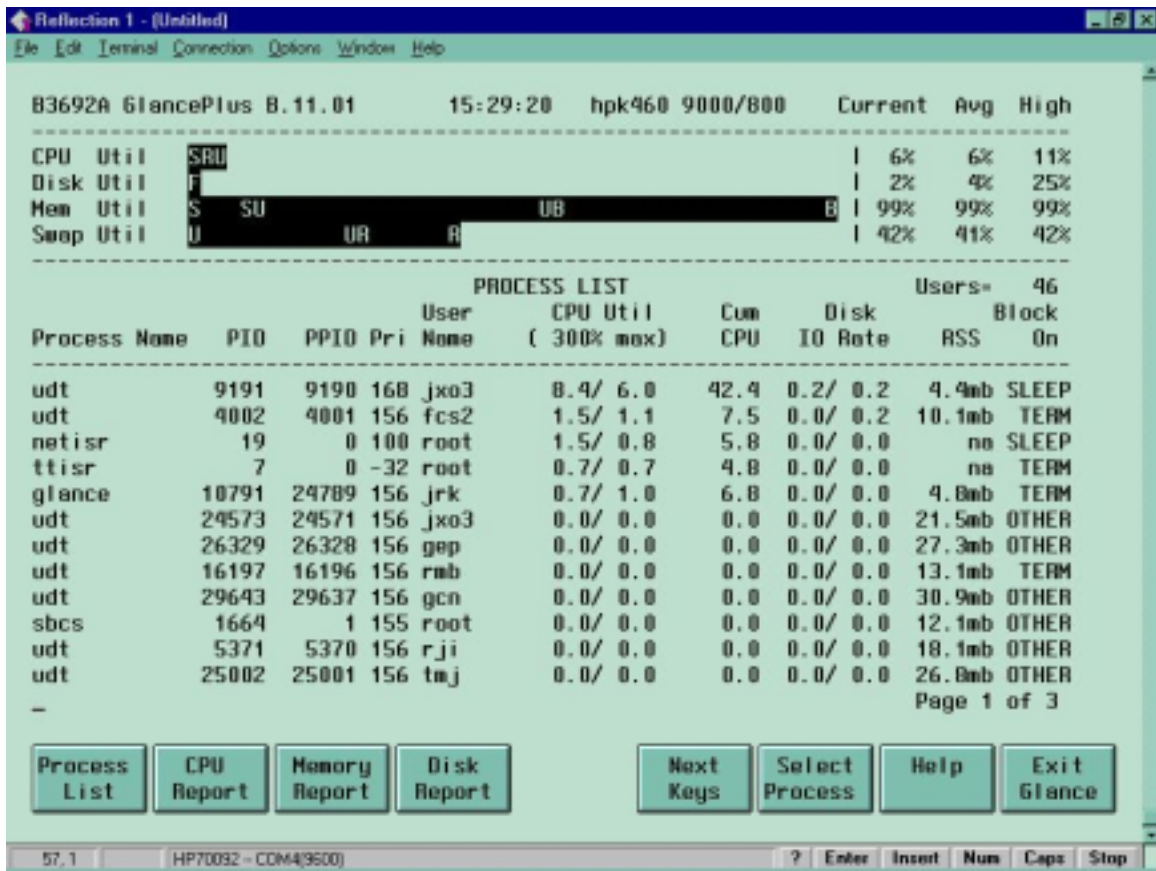 Reflection 1 - (Untitled)
File Edit Terminal Connection Options Window Help
B3692A GlancePlus B.11.01 15:29:20 hpk460 9000/800 Current Avg High
CPU Util SRU | 6% 6% 11%
Disk Util F | 2% 4% 25%
Mem Util S SU UB B | 99% 99% 99%
Swap Util U UR R | 42% 41% 42%
PROCESS LIST Users= 46
User CPU Util Cum Disk Block
Process Name PID PPID Pri Name ( 300% max) CPU IO Rate RSS On
udt 9191 9190 168 jxo3 8.4/ 6.0 42.4 0.2/ 0.2 4.4mb SLEEP
udt 4002 4001 156 fcs2 1.5/ 1.1 7.5 0.0/ 0.2 10.1mb TERM
netisr 19 0 100 root 1.5/ 0.8 5.8 0.0/ 0.0 na SLEEP
ttisr 7 0 -32 root 0.7/ 0.7 4.8 0.0/ 0.0 na TERM
glance 10791 24789 156 jrk 0.7/ 1.0 6.8 0.0/ 0.0 4.8mb TERM
udt 24573 24571 156 jxo3 0.0/ 0.0 0.0 0.0/ 0.0 21.5mb OTHER
udt 26329 26328 156 gep 0.0/ 0.0 0.0 0.0/ 0.0 27.3mb OTHER
udt 16197 16196 156 rmb 0.0/ 0.0 0.0 0.0/ 0.0 13.1mb TERM
udt 29643 29637 156 gcn 0.0/ 0.0 0.0 0.0/ 0.0 30.9mb OTHER
sbcs 1664 1 155 root 0.0/ 0.0 0.0 0.0/ 0.0 12.1mb OTHER
udt 5371 5370 156 rji 0.0/ 0.0 0.0 0.0/ 0.0 18.1mb OTHER
udt 25002 25001 156 tmj 0.0/ 0.0 0.0 0.0/ 0.0 26.8mb OTHER
Page 1 of 3
Process List
CPU Report
Memory Report
Disk Report
Next Keys
Select Process
Help
Exit Glance
57, 1 HP70092 - COM4(9600) ? Enter Insert Num Caps Stop